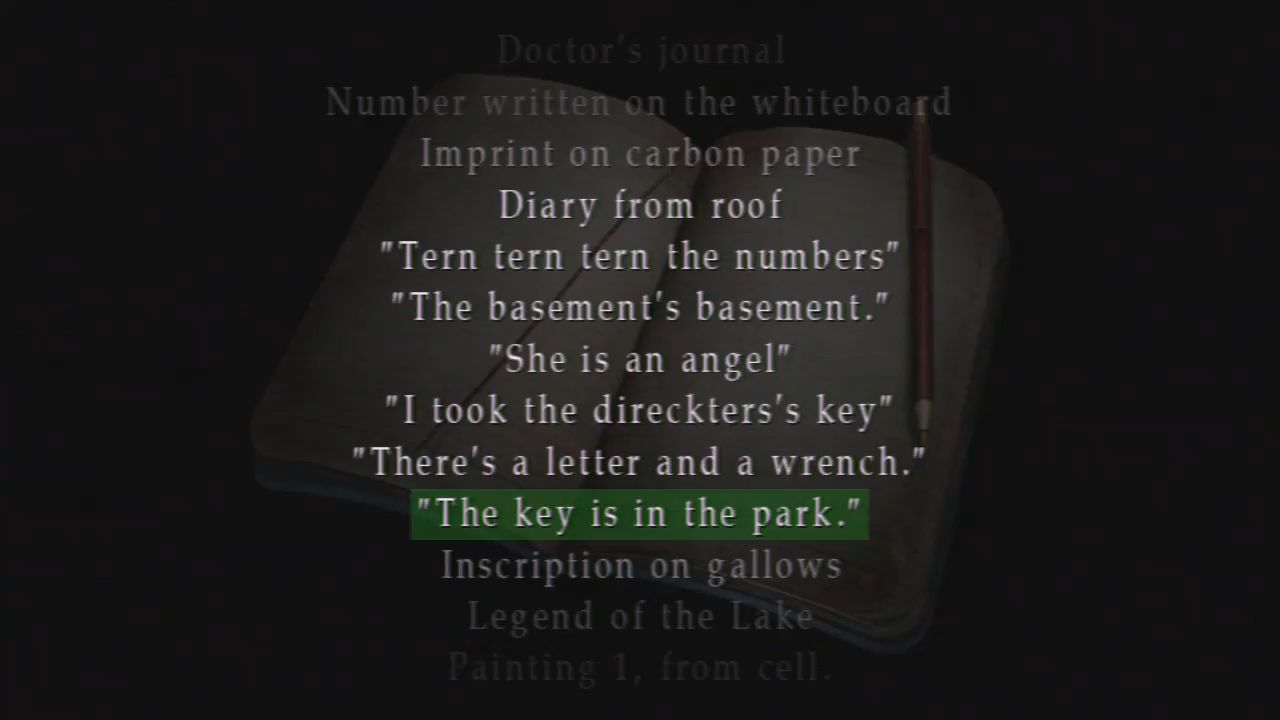 Doctor's journal
Number written on the whiteboard
Imprint on carbon paper
Diary from roof
"Tern tern tern the numbers"
"The basement's basement."
"She is an angel"
"I took the direckters's key"
"There's a letter and a wrench."
"The key is in the park."
Inscription on gallows
Legend of the Lake
Painting 1, from cell.